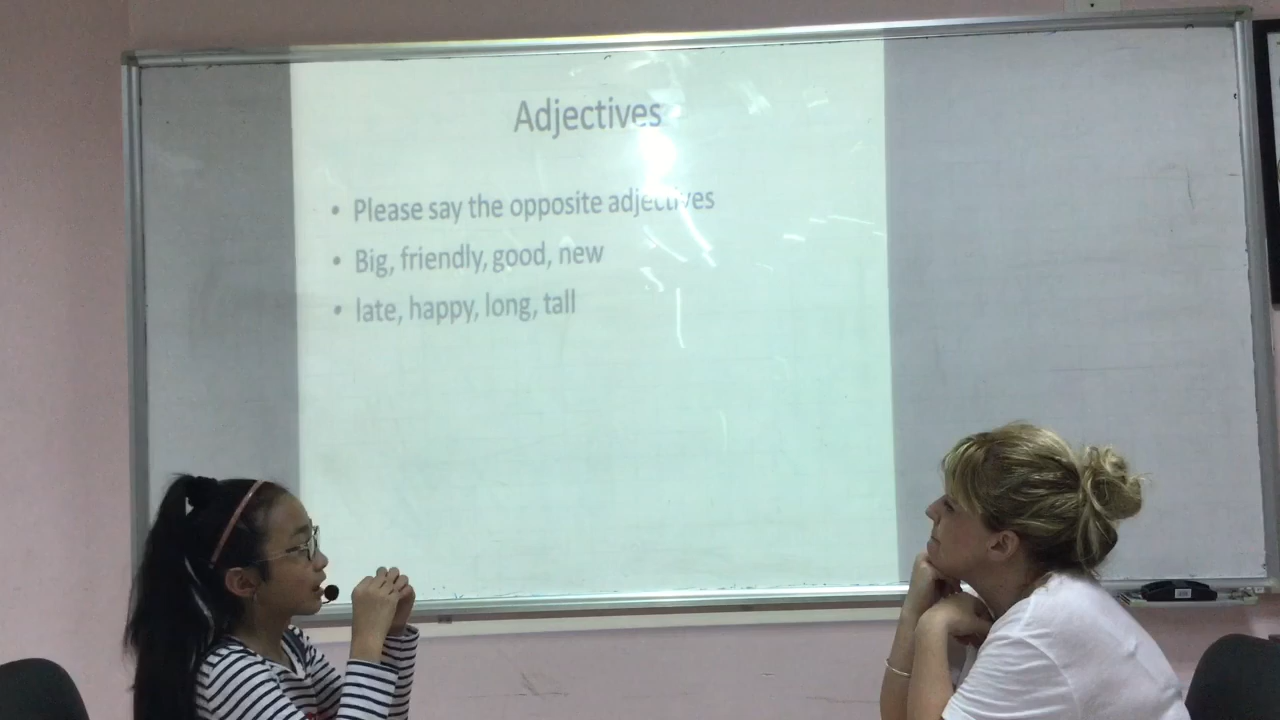 Adjectives
• Please say the opposite adjectives
• Big, friendly, good, new
• late, happy, long, tall